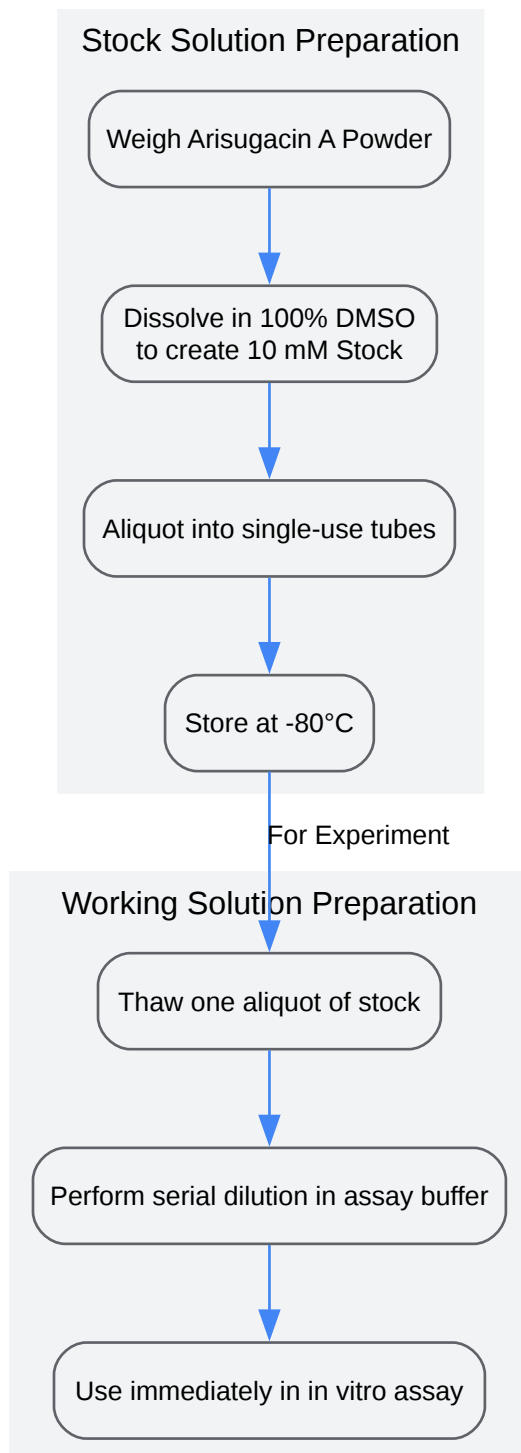 Stock Solution Preparation
Weigh Arisugacin A Powder
Dissolve in 100% DMSO
to create 10 mM Stock
Aliquot into single-use tubes
Store at -80°C
For Experiment
Working Solution Preparation
Thaw one aliquot of stock
Perform serial dilution in assay buffer
Use immediately in in vitro assay